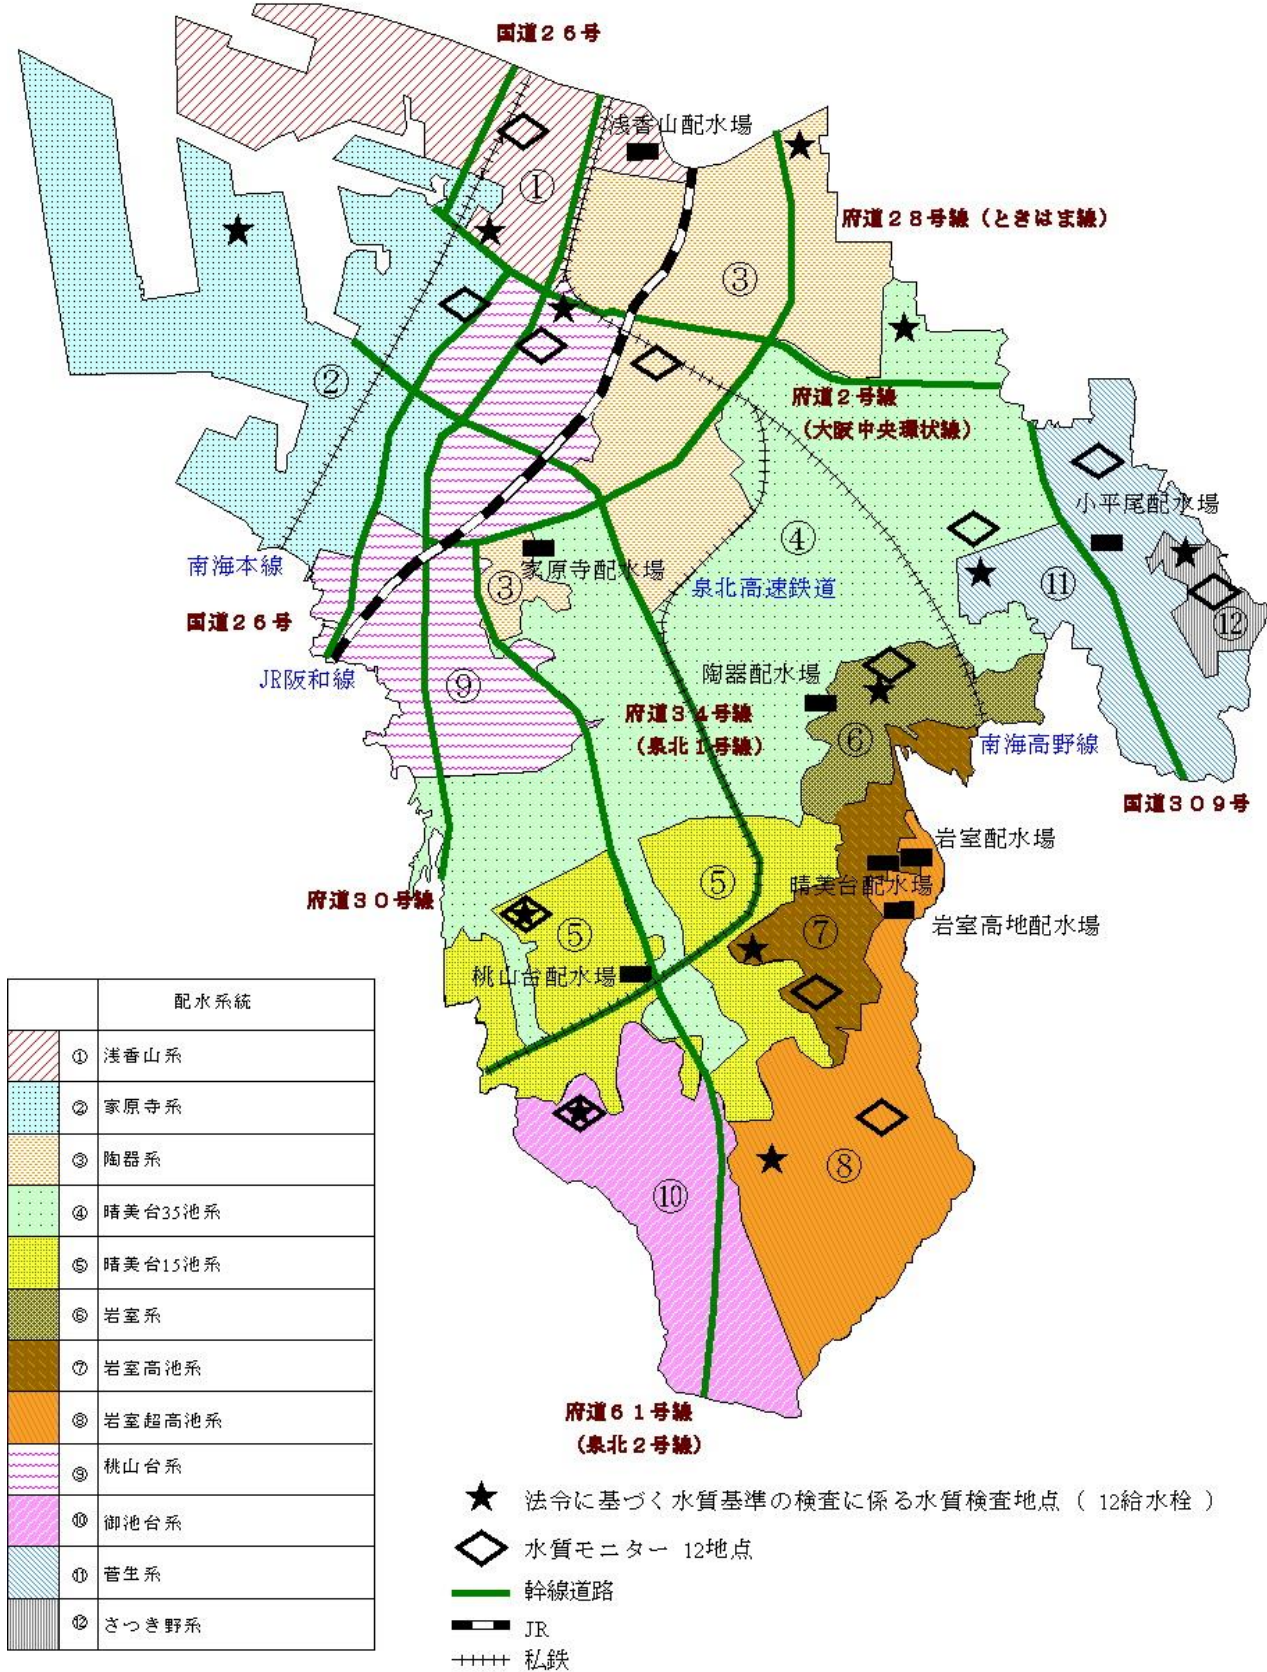 国道２６号
浅香山配水場
①
府道２８号線（ときはま線）
③
②
府道２号線
（大阪中央環状線）
小平尾配水場
④
南海本線
家原寺配水場
③
泉北高速鉄道
⑪
国道２６号
⑫
JR阪和線
⑨
陶器配水場
府道３４号線
（泉北１号線）
⑥
南海高野線
国道３０９号
岩室配水場
⑤
晴美台配水場
府道３０号線
岩室高地配水場
⑤
⑦
桃山台配水場
配水系統
① 浅香山系
② 家原寺系
③ 陶器系
④ 晴美台35池系
⑤ 晴美台15池系
⑥ 岩室系
⑦ 岩室高池系
⑧ 岩室超高池系
⑨ 桃山台系
⑩ 御池台系
⑪ 菅生系
⑫ さつき野系
⑧
⑩
府道６１号線
（泉北２号線）
法令に基づく水質基準の検査に係る水質検査地点（ 12給水栓 ）
水質モニター 12地点
幹線道路
JR
私鉄